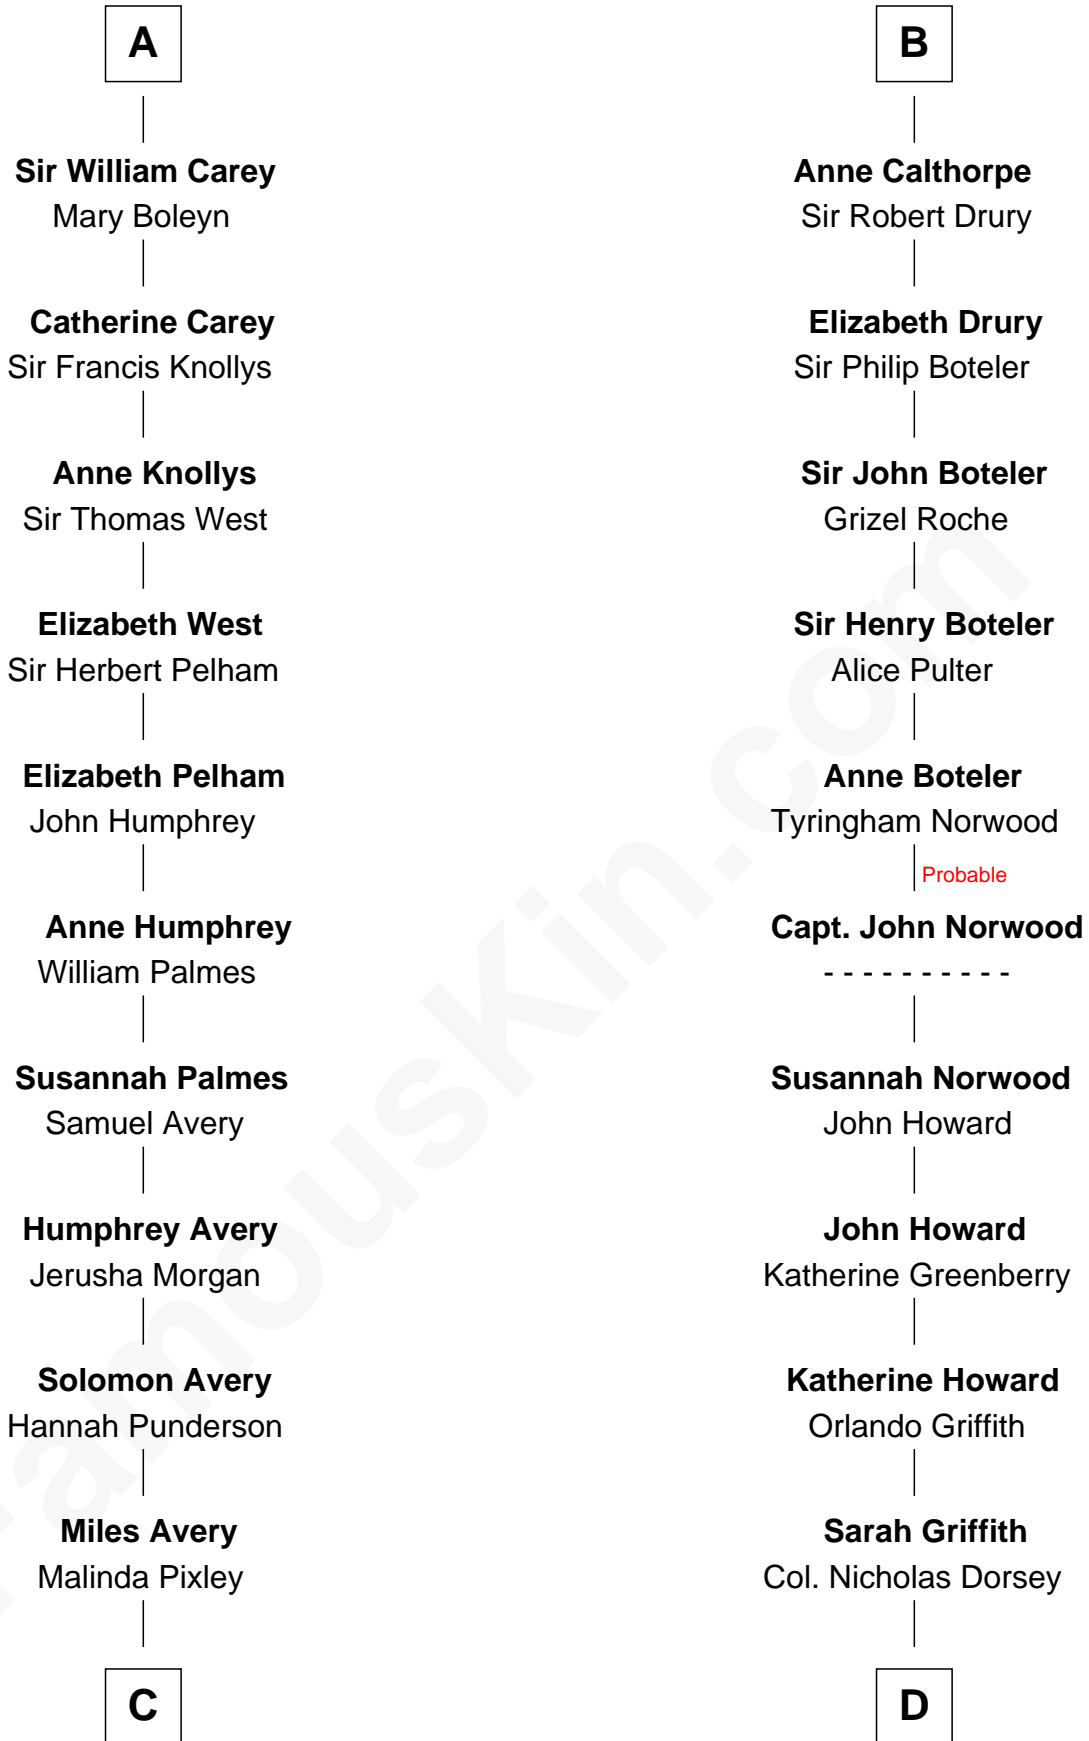 A
Sir William Carey
Mary Boleyn
Catherine Carey
Sir Francis Knollys
Anne Knollys
Sir Thomas West
Elizabeth West
Sir Herbert Pelham
Elizabeth Pelham
John Humphrey
Anne Humphrey
William Palmes
Susannah Palmes
Samuel Avery
Humphrey Avery
Jerusha Morgan
Solomon Avery
Hannah Punderson
Miles Avery
Malinda Pixley
C
B
Anne Calthorpe
Sir Robert Drury
Elizabeth Drury
Sir Philip Boteler
Sir John Boteler
Grizel Roche
Sir Henry Boteler
Alice Pulter
Anne Boteler
Tyringham Norwood
Probable
Capt. John Norwood
- - - - - - - - - -
Susannah Norwood
John Howard
John Howard
Katherine Greenberry
Katherine Howard
Orlando Griffith
Sarah Griffith
Col. Nicholas Dorsey
D
FamousKin.com